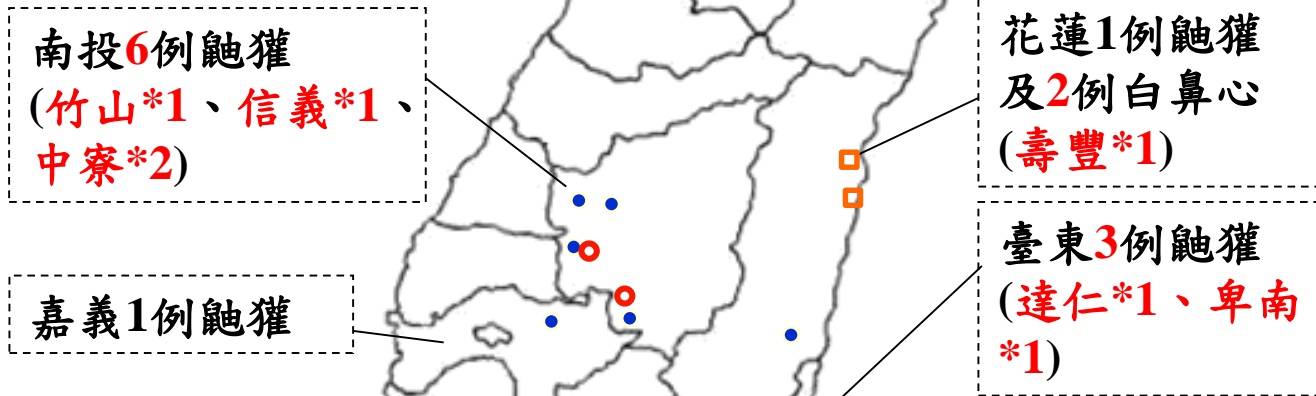 南投6例鼬獾
(竹山*1、信義*1、
中寮*2)
嘉義1例鼬獾
花蓮1例鼬獾
及2例白鼻心
(壽豐*1)
臺東3例鼬獾
(達仁*1、卑南
*1)